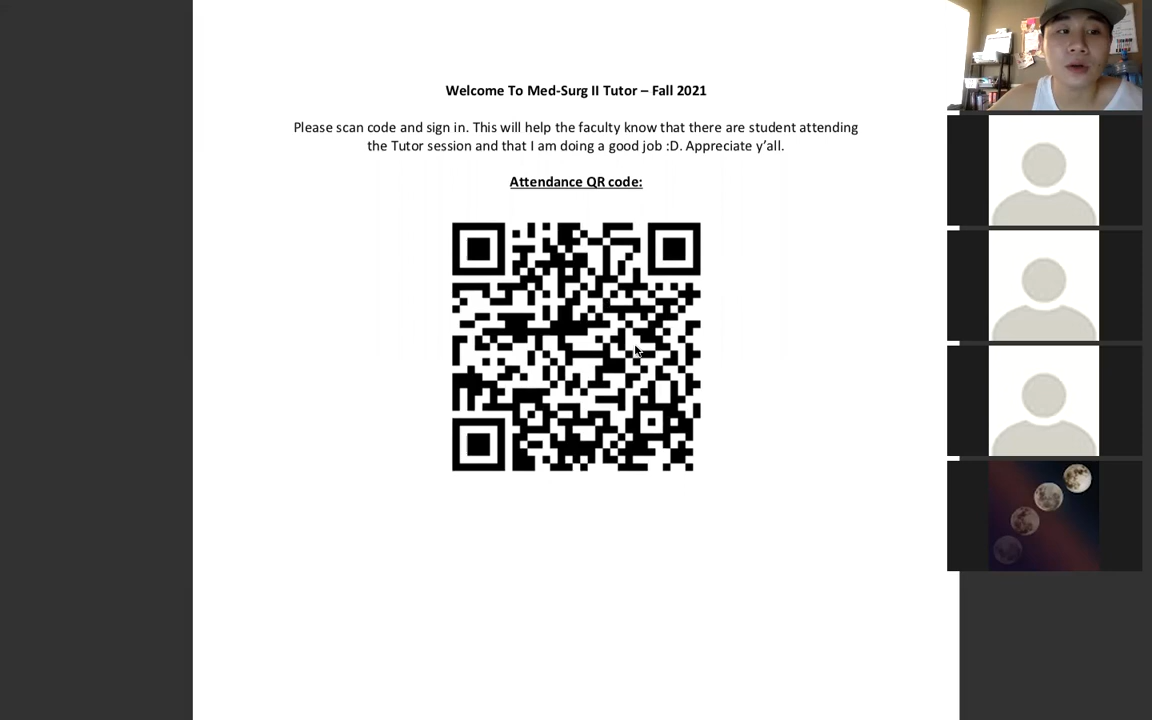 Welcome To Med-Surg II Tutor – Fall 2021
Please scan code and sign in. This will help the faculty know that there are student attending
the Tutor session and that I am doing a good job :D. Appreciate y’all.
Attendance QR code: